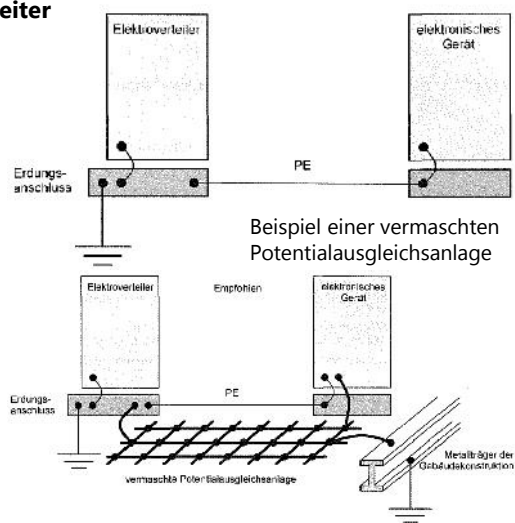 eiter
Elektroverteiler
elektronisches
Gerät
Erdungs-
anschluss
PE
Beispiel einer vermaschten
Potentialausgleichsanlage
Elektroverteiler
Empfohlen
elektronisches
Gerät
Erdungs-
anschluss
PE
vermaschte Potentialausgleichsanlage
Metallträger der
Gebäudekonstruktion